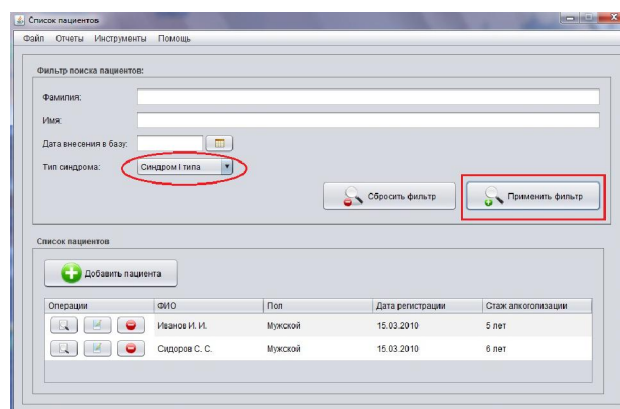 Список пациентов
Файл Отчеты Инструменты Помощь
Фильтр поиска пациентов:
Фамилия:
Имя:
Дата внесения в базу:
Тип синдрома: Синдром I типа
Сбросить фильтр Применить фильтр
Список пациентов
Добавить пациента
Операции ФИО Пол Дата регистрации Стаж алкоголизации
Иванов И. И. Мужской 15.03.2010 5 лет
Сидоров С. С. Мужской 15.03.2010 6 лет